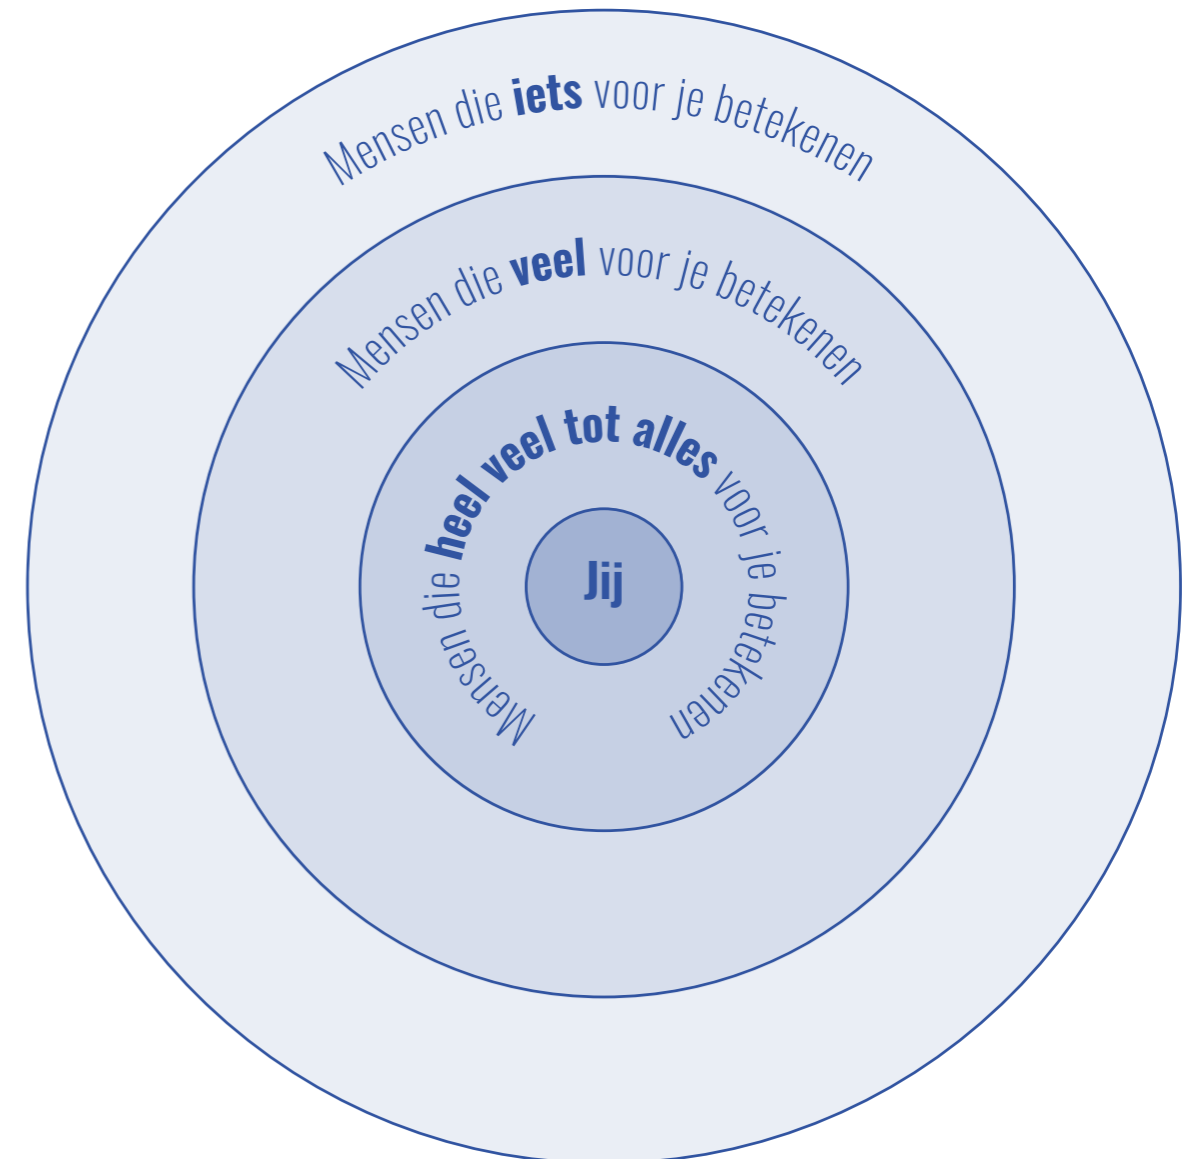 Mensen die iets voor je betekenen
Mensen die veel voor je betekenen
Mensen die heel veel tot alles voor je betekenen
Jij